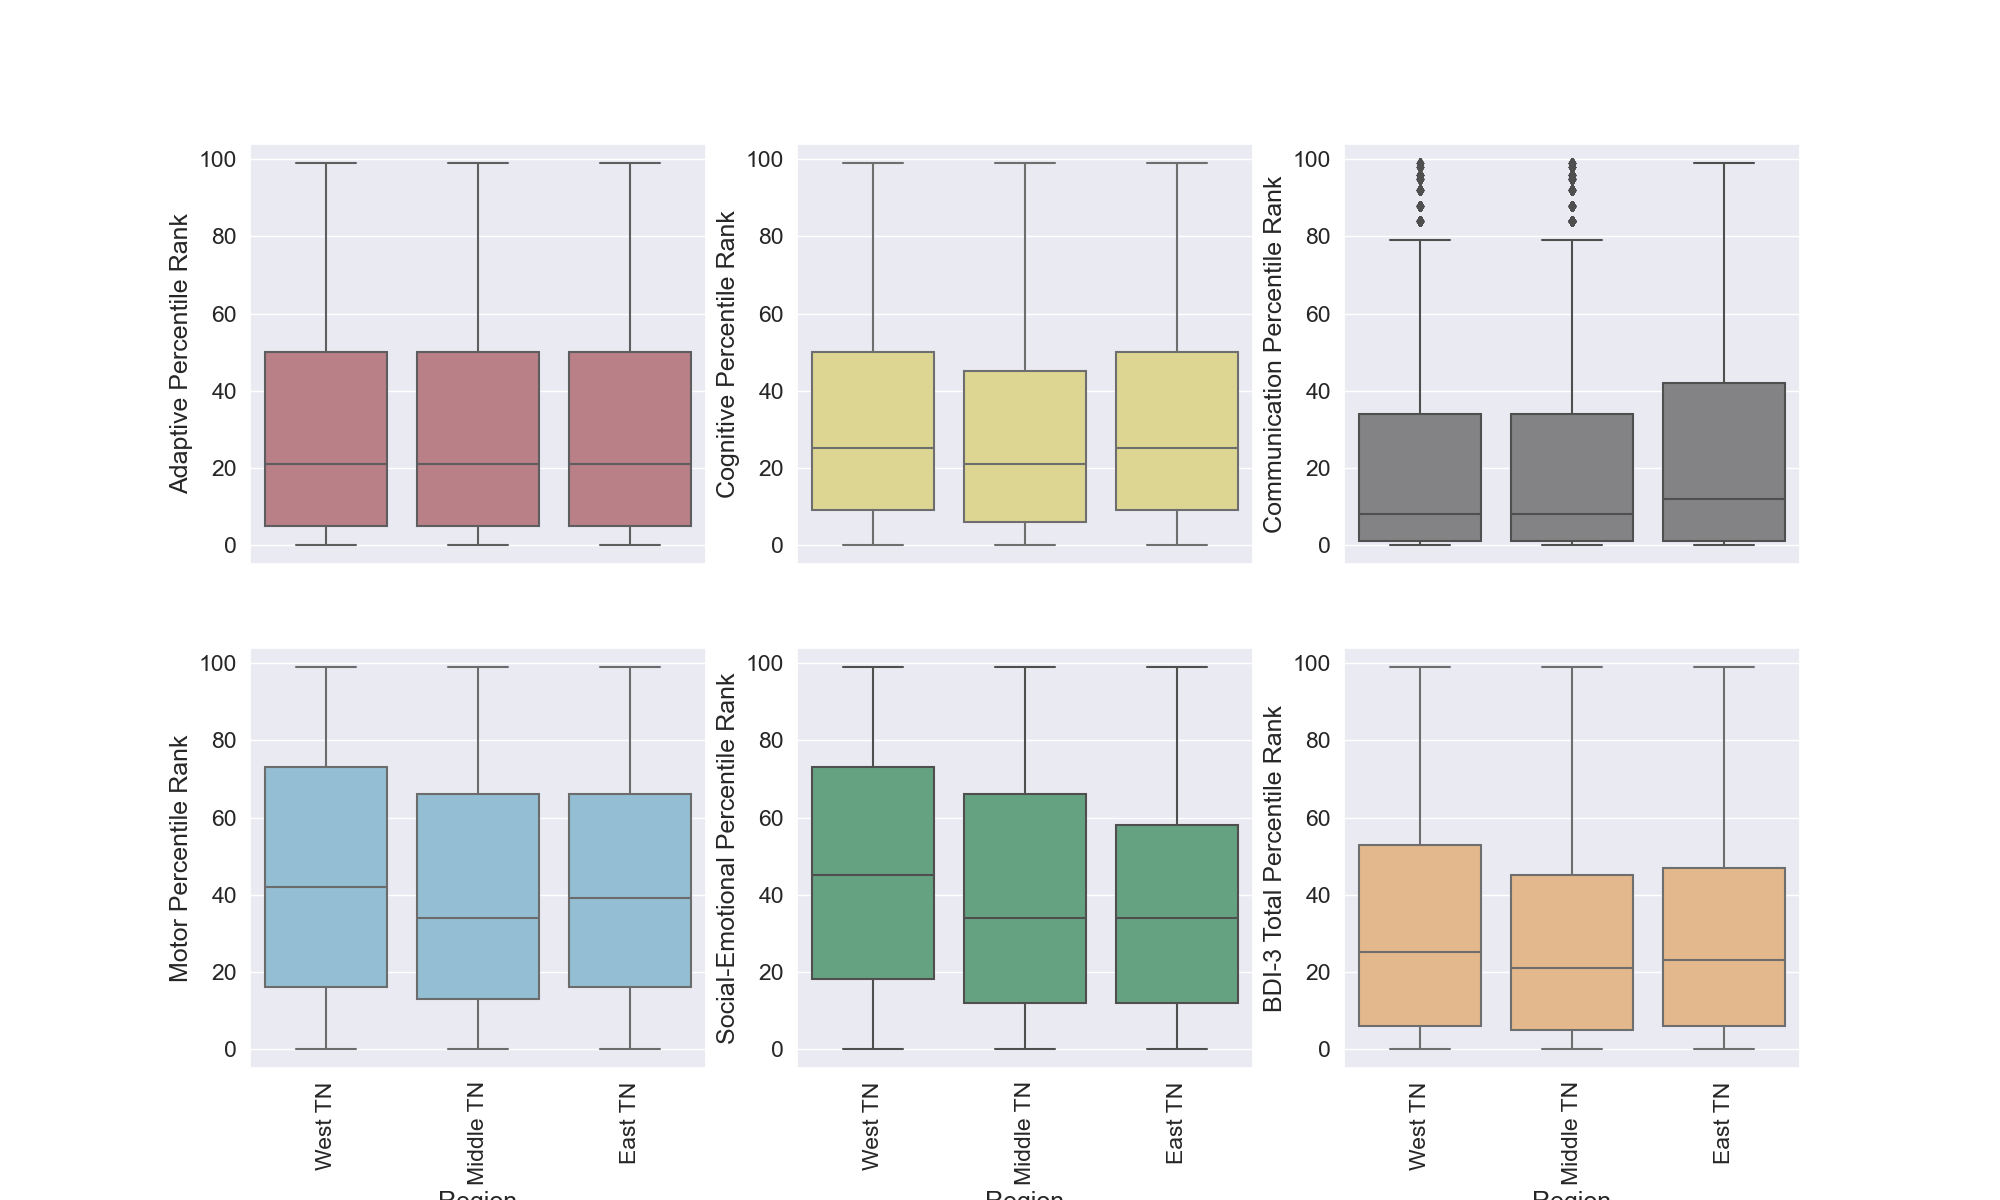 Adaptive Percentile Rank
100
80
60
40
20
0
Cognitive Percentile Rank
100
80
60
40
20
0
Communication Percentile Rank
100
80
60
40
20
0
Motor Percentile Rank
100
80
60
40
20
0
West TN
Middle TN
East TN
Region
Social-Emotional Percentile Rank
100
80
60
40
20
0
West TN
Middle TN
East TN
Region
BDI-3 Total Percentile Rank
100
80
60
40
20
0
West TN
Middle TN
East TN
Region